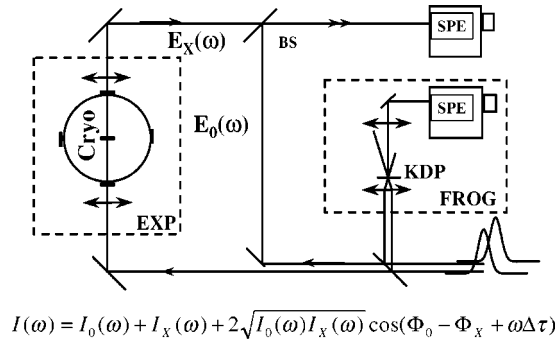 SPE
E_X(ω)
BS
SPE
E_0(ω)
Cryo
KDP
FROG
EXP
I(ω) = I_0(ω) + I_X(ω) + 2√(I_0(ω)I_X(ω)) cos(Φ_0 − Φ_X + ωΔτ)